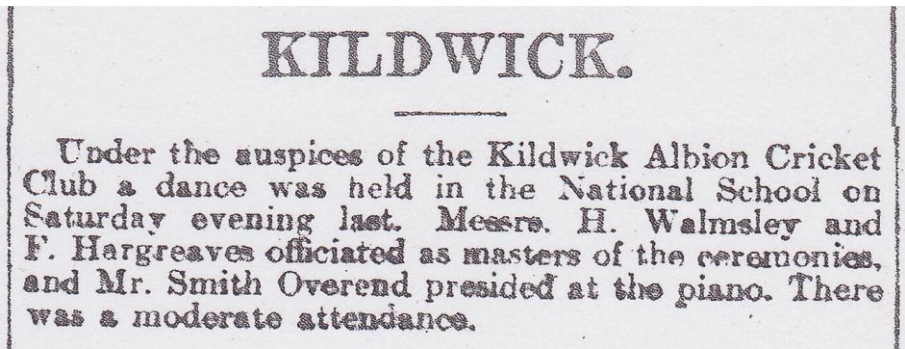 KILDWICK.
Under the auspices of the Kildwick Albion Cricket
Club a dance was held in the National School on
Saturday evening last. Messrs. H. Walmsley and
F. Hargreaves officiated as masters of the ceremonies,
and Mr. Smith Overend presided at the piano. There
was a moderate attendance.